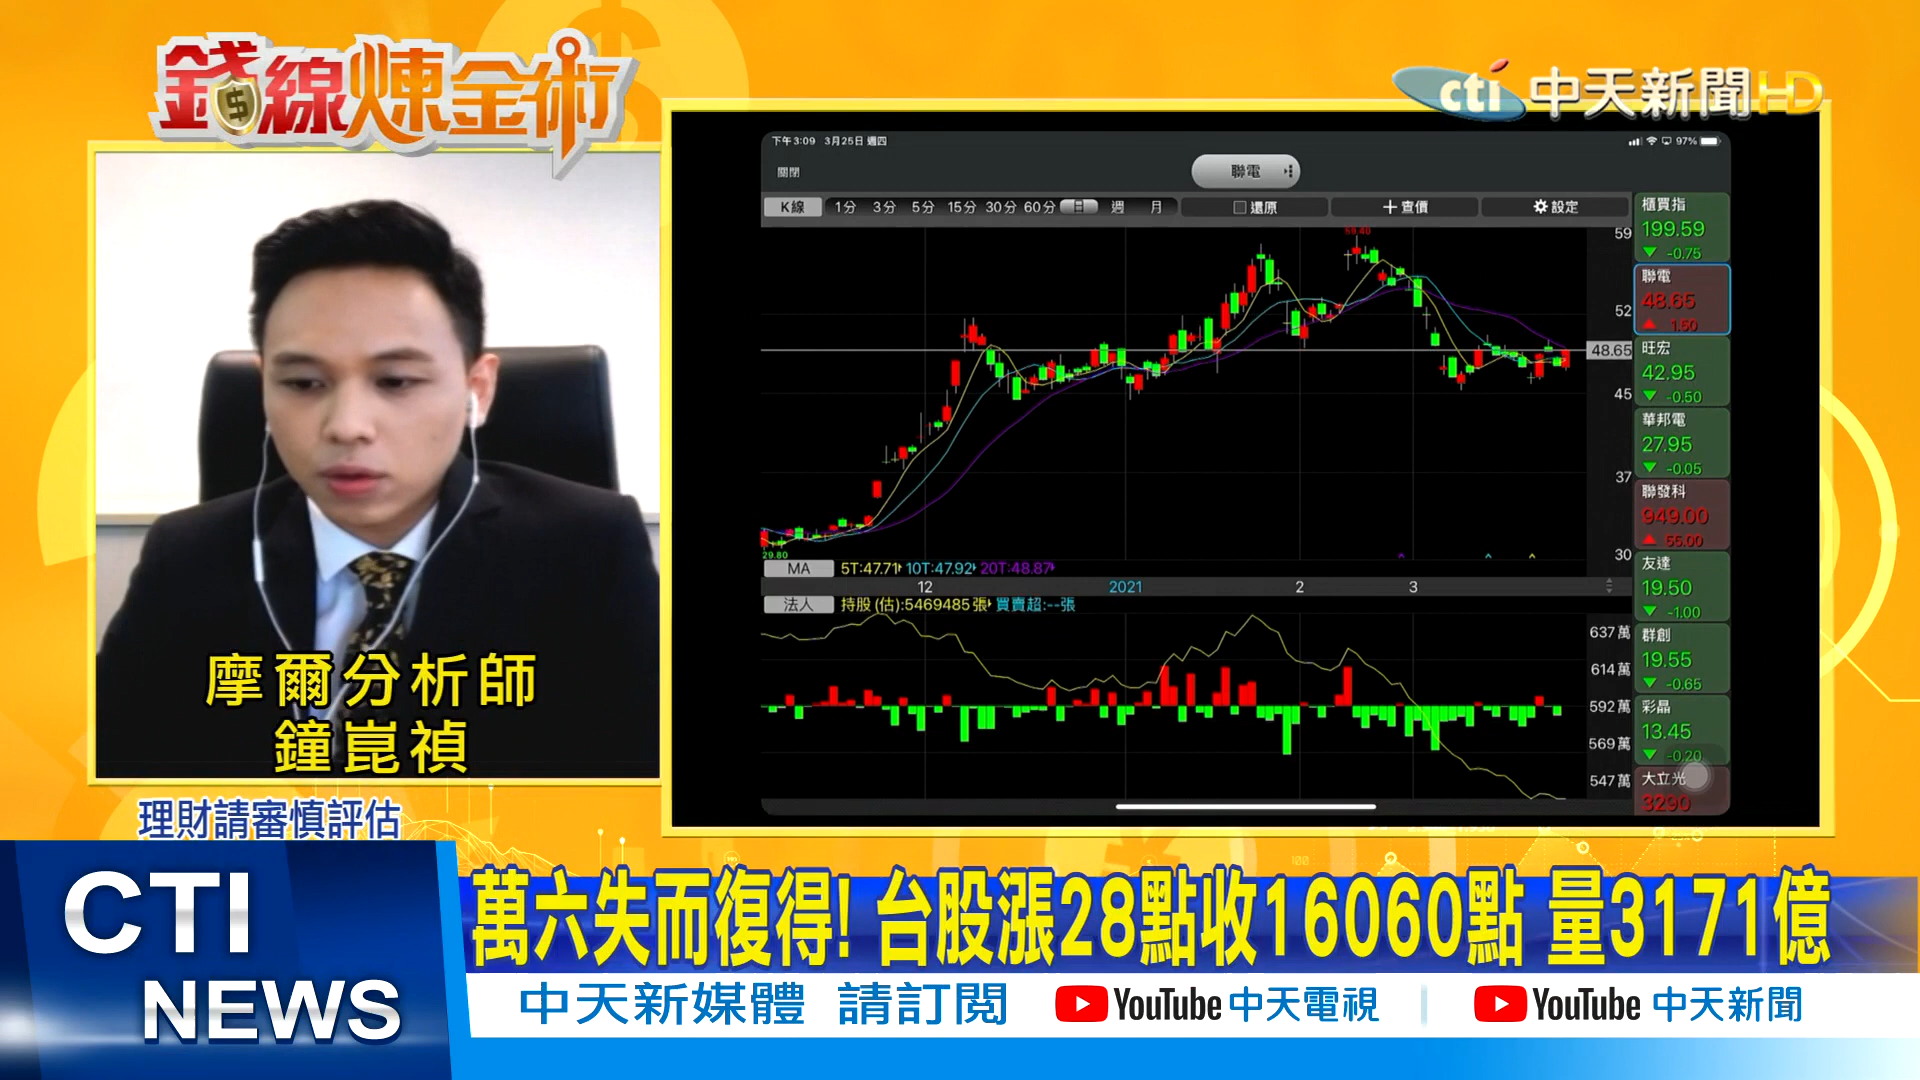 錢線煉金術
cti 中天新聞HD
下午3:09 3月25日 週四
97%
關閉
聯電
K線 1分 3分 5分 15分 30分 60分 日 週 月 還原 +查價 設定
59.40
59
52
48.65
45
37
30
29.80
MA 5T:47.71 10T:47.92 20T:48.87
12 2021 2 3
法人 持股(估):5469485張 買賣超:--張
637萬
614萬
592萬
569萬
547萬
櫃買指
199.59
▼ -0.75
聯電
48.65
▲ 1.50
旺宏
42.95
▼ -0.50
華邦電
27.95
▼ -0.05
聯發科
949.00
▲ 55.00
友達
19.50
▼ -1.00
群創
19.55
▼ -0.65
彩晶
13.45
▼ -0.20
大立光
3290
摩爾分析師
鐘崑禎
理財請審慎評估
CTI
NEWS
萬六失而復得! 台股漲28點收16060點 量3171億
中天新媒體 請訂閱 YouTube 中天電視 | YouTube 中天新聞